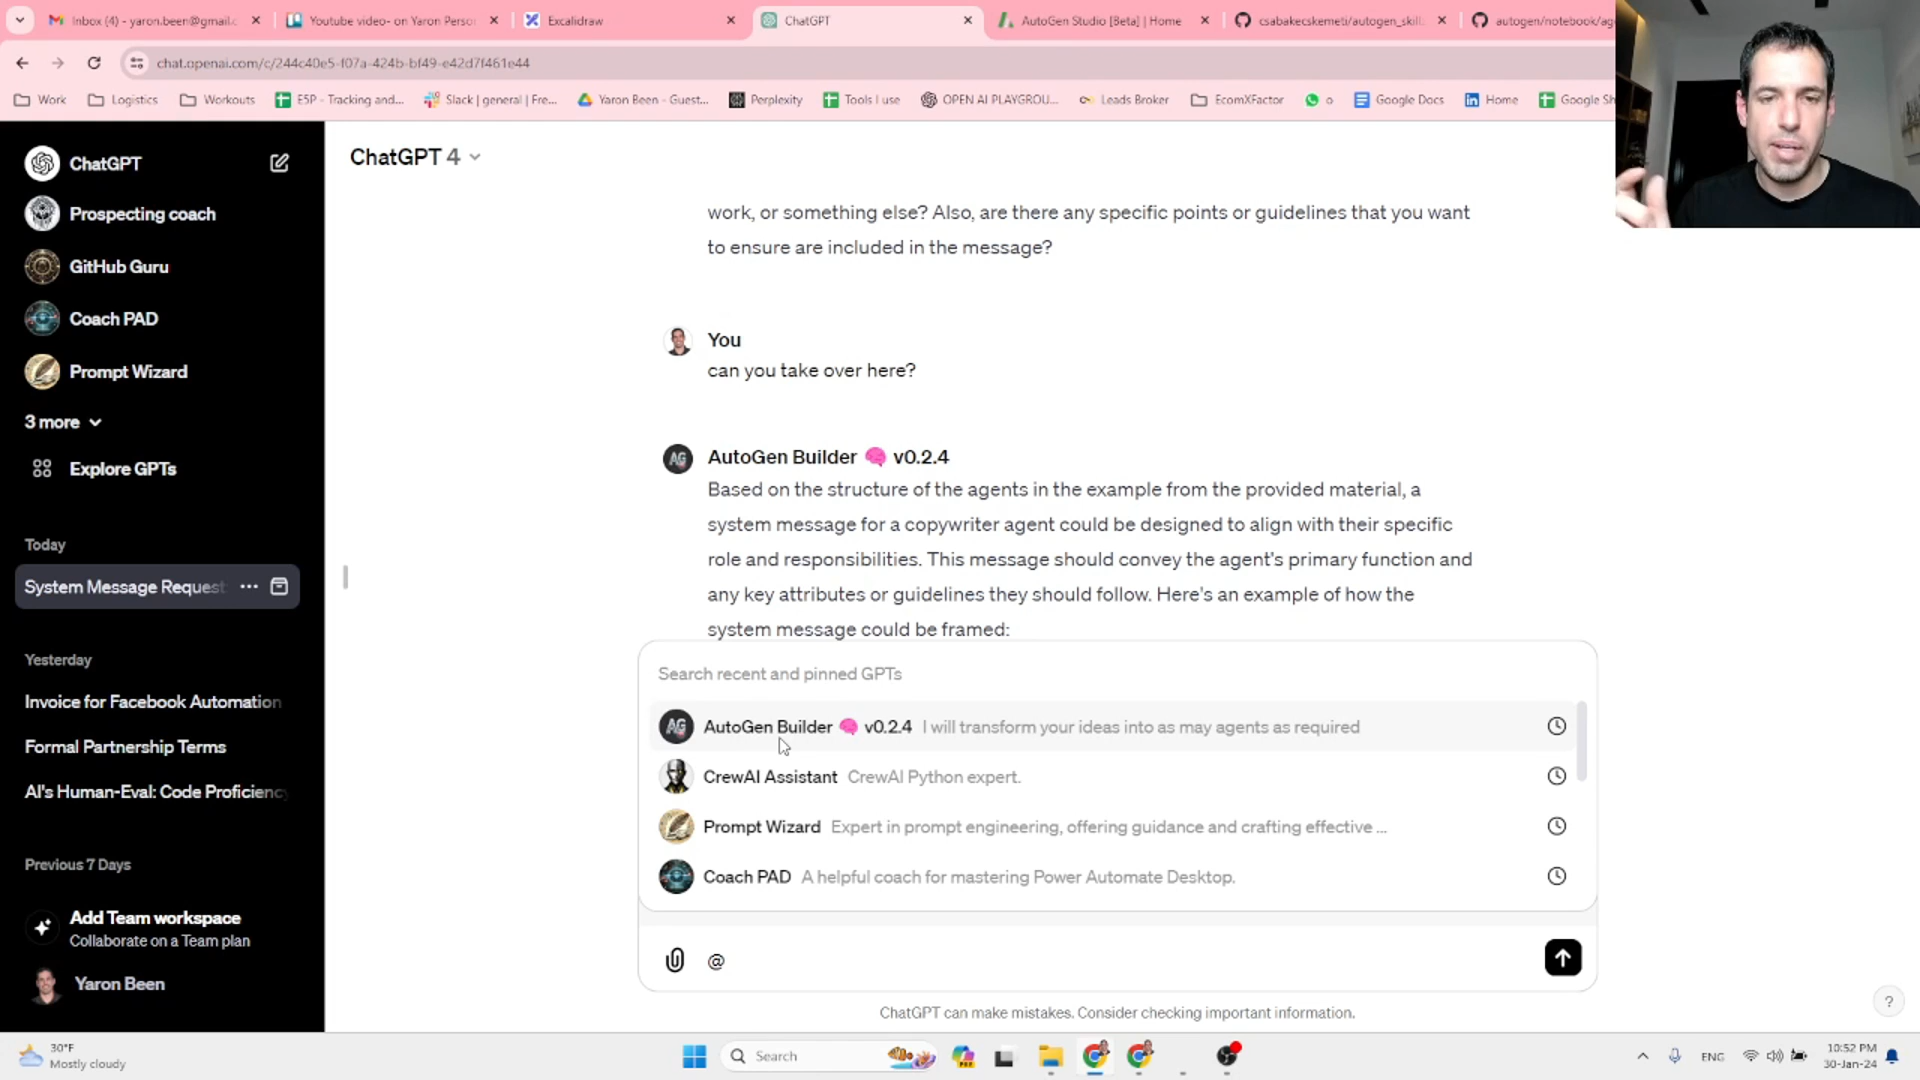 Inbox (4) - yaron.been@gmail.c
Youtube video- on Yaron Perso
Excalidraw
ChatGPT
AutoGen Studio [Beta] | Home
csabakecskemeti/autogen_skill
autogen/notebook/ag
chat.openai.com/c/244c40e5-f07a-424b-bf49-e42d7f461e44
Work
Logistics
Workouts
E5P - Tracking and...
Slack | general | Fre...
Yaron Been - Guest...
Perplexity
Tools I use
OPEN AI PLAYGROU...
Leads Broker
EcomXFactor
o
Google Docs
Home
Google Sh
ChatGPT
Prospecting coach
GitHub Guru
Coach PAD
Prompt Wizard
3 more
Explore GPTs
Today
System Message Request
Yesterday
Invoice for Facebook Automation
Formal Partnership Terms
AI's Human-Eval: Code Proficiency
Previous 7 Days
Add Team workspace
Collaborate on a Team plan
Yaron Been
ChatGPT 4
work, or something else? Also, are there any specific points or guidelines that you want
to ensure are included in the message?
You
can you take over here?
AG
AutoGen Builder 🧠 v0.2.4
Based on the structure of the agents in the example from the provided material, a
system message for a copywriter agent could be designed to align with their specific
role and responsibilities. This message should convey the agent's primary function and
any key attributes or guidelines they should follow. Here's an example of how the
system message could be framed:
Search recent and pinned GPTs
AG AutoGen Builder 🧠 v0.2.4 I will transform your ideas into as may agents as required
CrewAI Assistant CrewAI Python expert.
Prompt Wizard Expert in prompt engineering, offering guidance and crafting effective ...
Coach PAD A helpful coach for mastering Power Automate Desktop.
@
ChatGPT can make mistakes. Consider checking important information.
?
30°F
Mostly cloudy
Search
ENG
10:52 PM
30-Jan-24